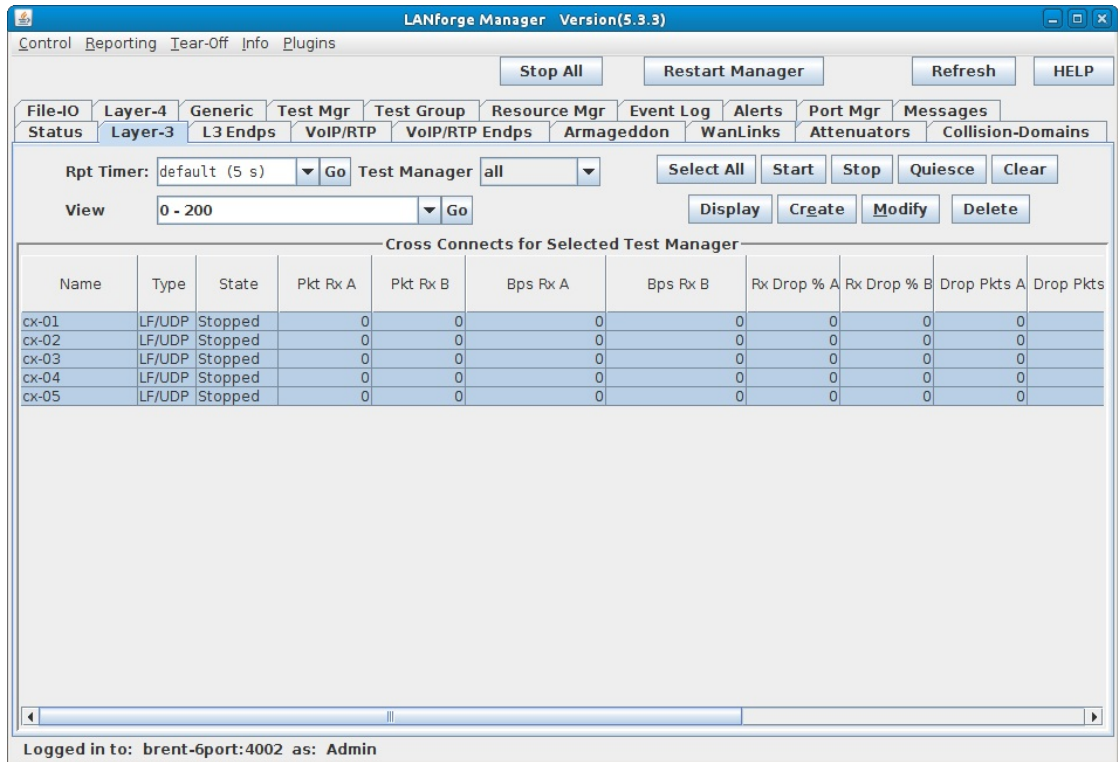 LANforge Manager Version(5.3.3)
Control Reporting Tear-Off Info Plugins
Stop All Restart Manager Refresh HELP
File-IO Layer-4 Generic Test Mgr Test Group Resource Mgr Event Log Alerts Port Mgr Messages
Status Layer-3 L3 Endps VoIP/RTP VoIP/RTP Endps Armageddon WanLinks Attenuators Collision-Domains
Rpt Timer: default (5 s) Go Test Manager all Select All Start Stop Quiesce Clear
View 0 - 200 Go Display Create Modify Delete
Cross Connects for Selected Test Manager
Name Type State Pkt Rx A Pkt Rx B Bps Rx A Bps Rx B Rx Drop % A Rx Drop % B Drop Pkts A Drop Pkts
cx-01 LF/UDP Stopped 0 0 0 0 0 0 0
cx-02 LF/UDP Stopped 0 0 0 0 0 0 0
cx-03 LF/UDP Stopped 0 0 0 0 0 0 0
cx-04 LF/UDP Stopped 0 0 0 0 0 0 0
cx-05 LF/UDP Stopped 0 0 0 0 0 0 0
Logged in to: brent-6port:4002 as: Admin